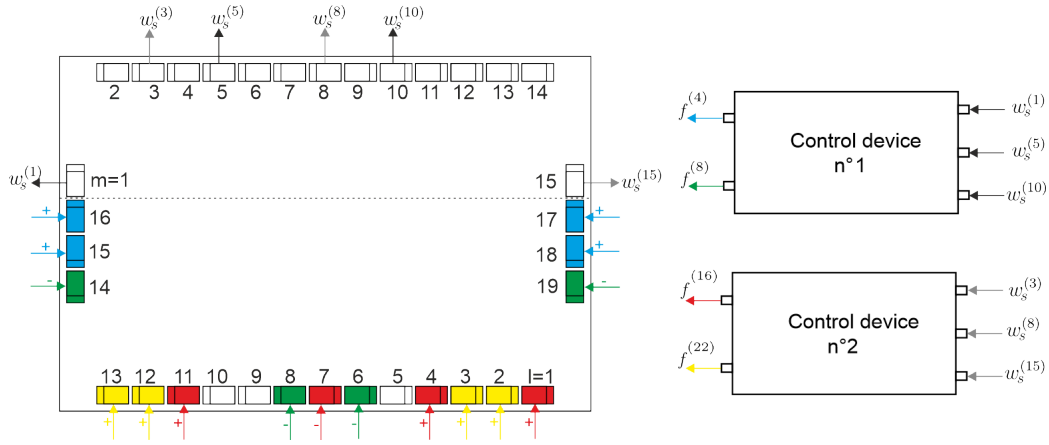 w_s^(3) w_s^(5) w_s^(8) w_s^(10)
2 3 4 5 6 7 8 9 10 11 12 13 14
w_s^(1) m=1 15 w_s^(15)
+ 16 17 +
+ 15 18 +
- 14 19 -
13 12 11 10 9 8 7 6 5 4 3 2 l=1
+ + + - - - + + + +
f^(4) w_s^(1)
Control device
n°1
w_s^(5)
f^(8) w_s^(10)
f^(16) w_s^(3)
Control device
n°2
w_s^(8)
f^(22) w_s^(15)